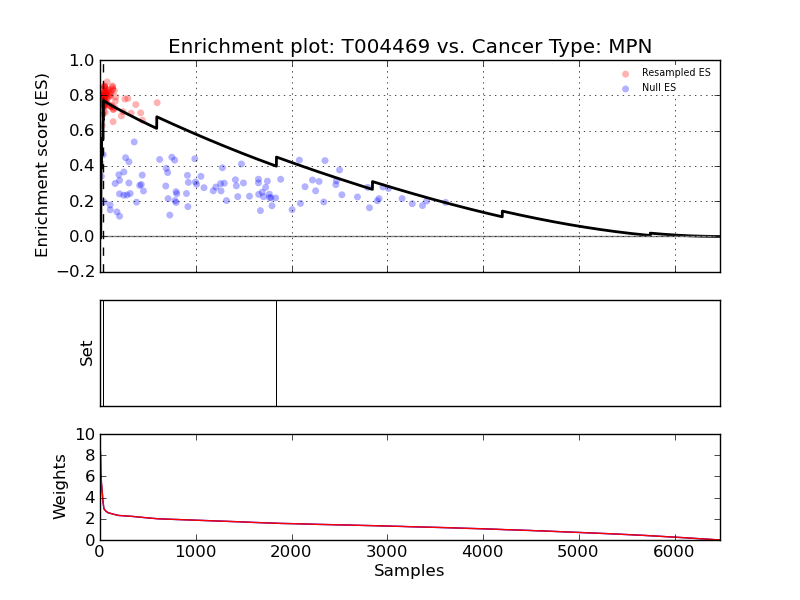 Enrichment plot: T004469 vs. Cancer Type: MPN
1.0
0.8
0.6
0.4
0.2
0.0
−0.2
Enrichment score (ES)
Resampled ES
Null ES
Set
10
8
6
4
2
0
Weights
0 1000 2000 3000 4000 5000 6000
Samples